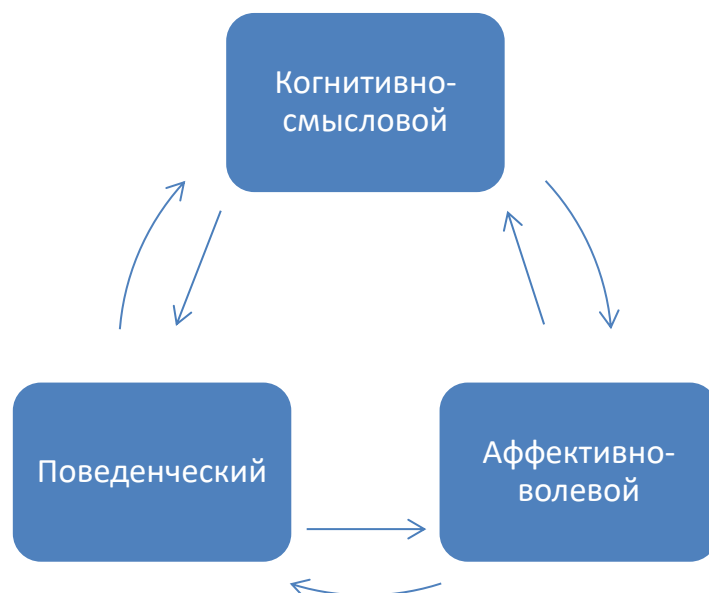 Когнитивно-
смысловой
Поведенческий
Аффективно-
волевой